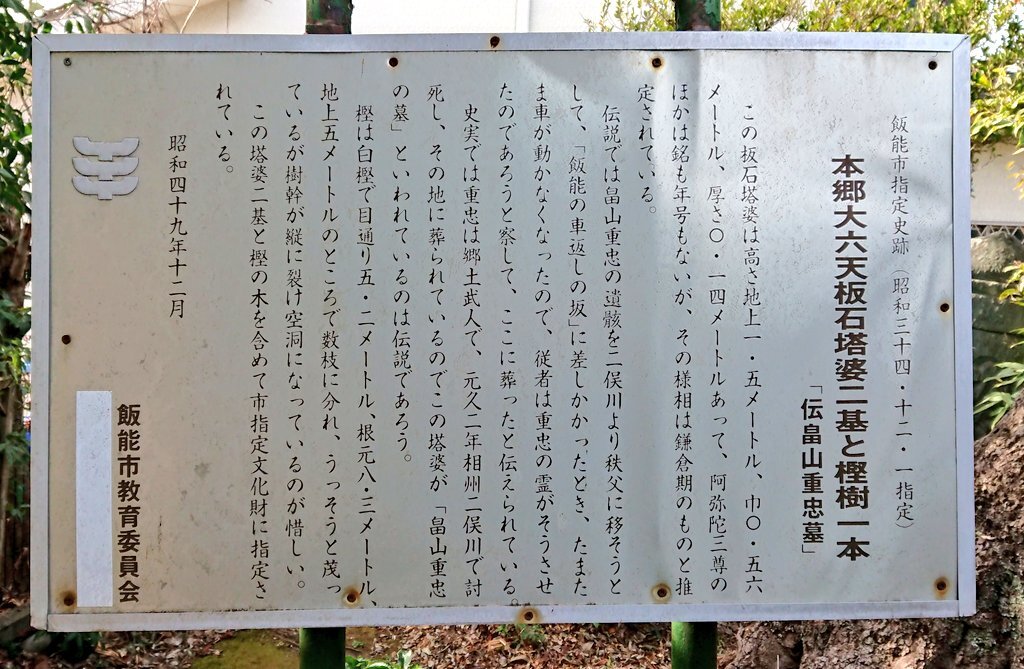 飯能市指定史跡（昭和三十四・十二・一指定）
本郷大六天板石塔婆二基と樫樹一本
「伝畠山重忠墓」
この板石塔婆は高さ地上一・五メートル、巾〇・五六
メートル、厚さ〇・一四メートルあって、阿弥陀三尊の
ほかは銘も年号もないが、その様相は鎌倉期のものと推
定されている。
伝説では畠山重忠の遺骸を二俣川より秩父に移そうと
して、「飯能の車返しの坂」に差しかかったとき、たまた
ま車が動かなくなったので、従者は重忠の霊がそうさせ
たのであろうと察して、ここに葬ったと伝えられている。
史実では重忠は郷土武人で、元久二年相州二俣川で討
死し、その地に葬られているのでこの塔婆が「畠山重忠
の墓」といわれているのは伝説であろう。
樫は白樫で目通り五・二メートル、根元八・三メートル、
地上五メートルのところで数枝に分れ、うっそうと茂っ
ているが樹幹が縦に裂け空洞になっているのが惜しい。
この塔婆二基と樫の木を含めて市指定文化財に指定さ
れている。
昭和四十九年十二月
飯能市教育委員会